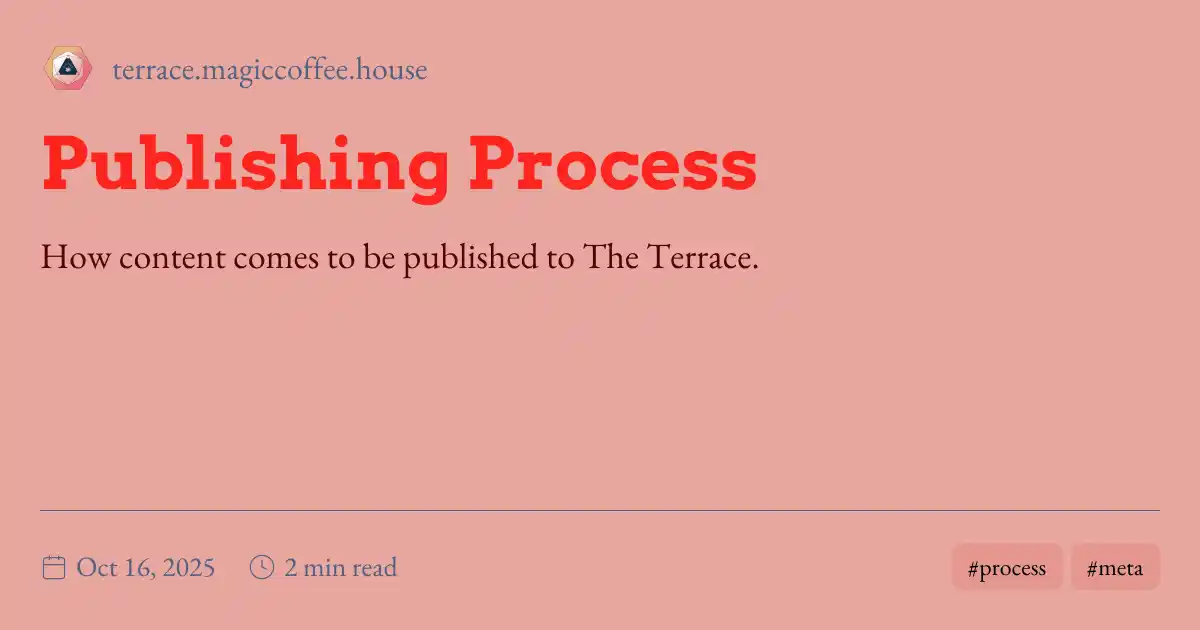 terrace.magiccoffee.house
Publishing Process
How content comes to be published to The Terrace.
Oct 16, 2025
2 min read
#process
#meta